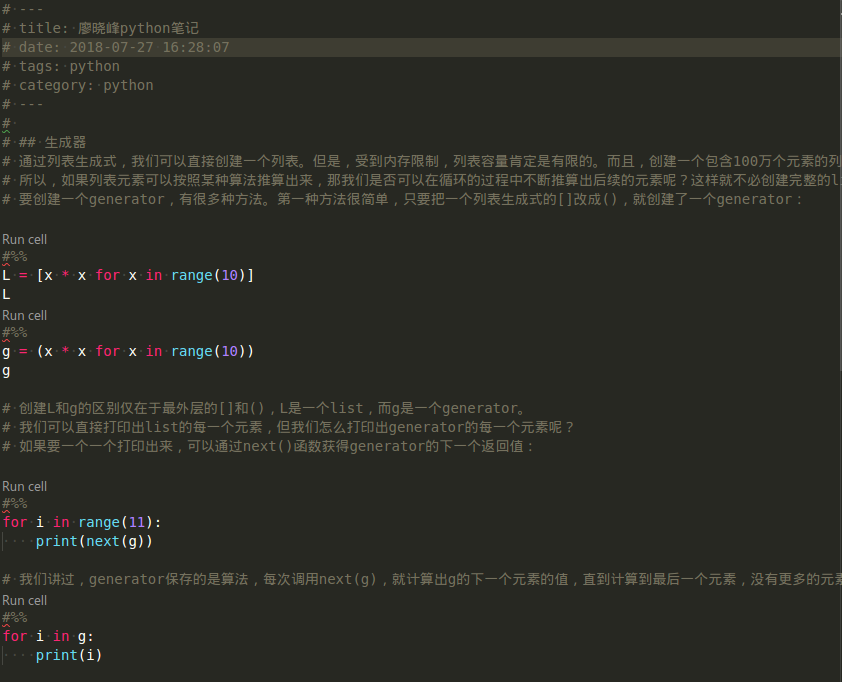 # ---
# title: 廖晓峰python笔记
# date: 2018-07-27 16:28:07
# tags: python
# category: python
# ---
#
# ## 生成器
# 通过列表生成式，我们可以直接创建一个列表。但是，受到内存限制，列表容量肯定是有限的。而且，创建一个包含100万个元素的列
# 所以，如果列表元素可以按照某种算法推算出来，那我们是否可以在循环的过程中不断推算出后续的元素呢？这样就不必创建完整的l
# 要创建一个generator，有很多种方法。第一种方法很简单，只要把一个列表生成式的[]改成()，就创建了一个generator：
Run cell
#%%
L = [x * x for x in range(10)]
L
Run cell
#%%
g = (x * x for x in range(10))
g
# 创建L和g的区别仅在于最外层的[]和()，L是一个list，而g是一个generator。
# 我们可以直接打印出list的每一个元素，但我们怎么打印出generator的每一个元素呢？
# 如果要一个一个打印出来，可以通过next()函数获得generator的下一个返回值：
Run cell
#%%
for i in range(11):
    print(next(g))
# 我们讲过，generator保存的是算法，每次调用next(g)，就计算出g的下一个元素的值，直到计算到最后一个元素，没有更多的元素
Run cell
#%%
for i in g:
    print(i)